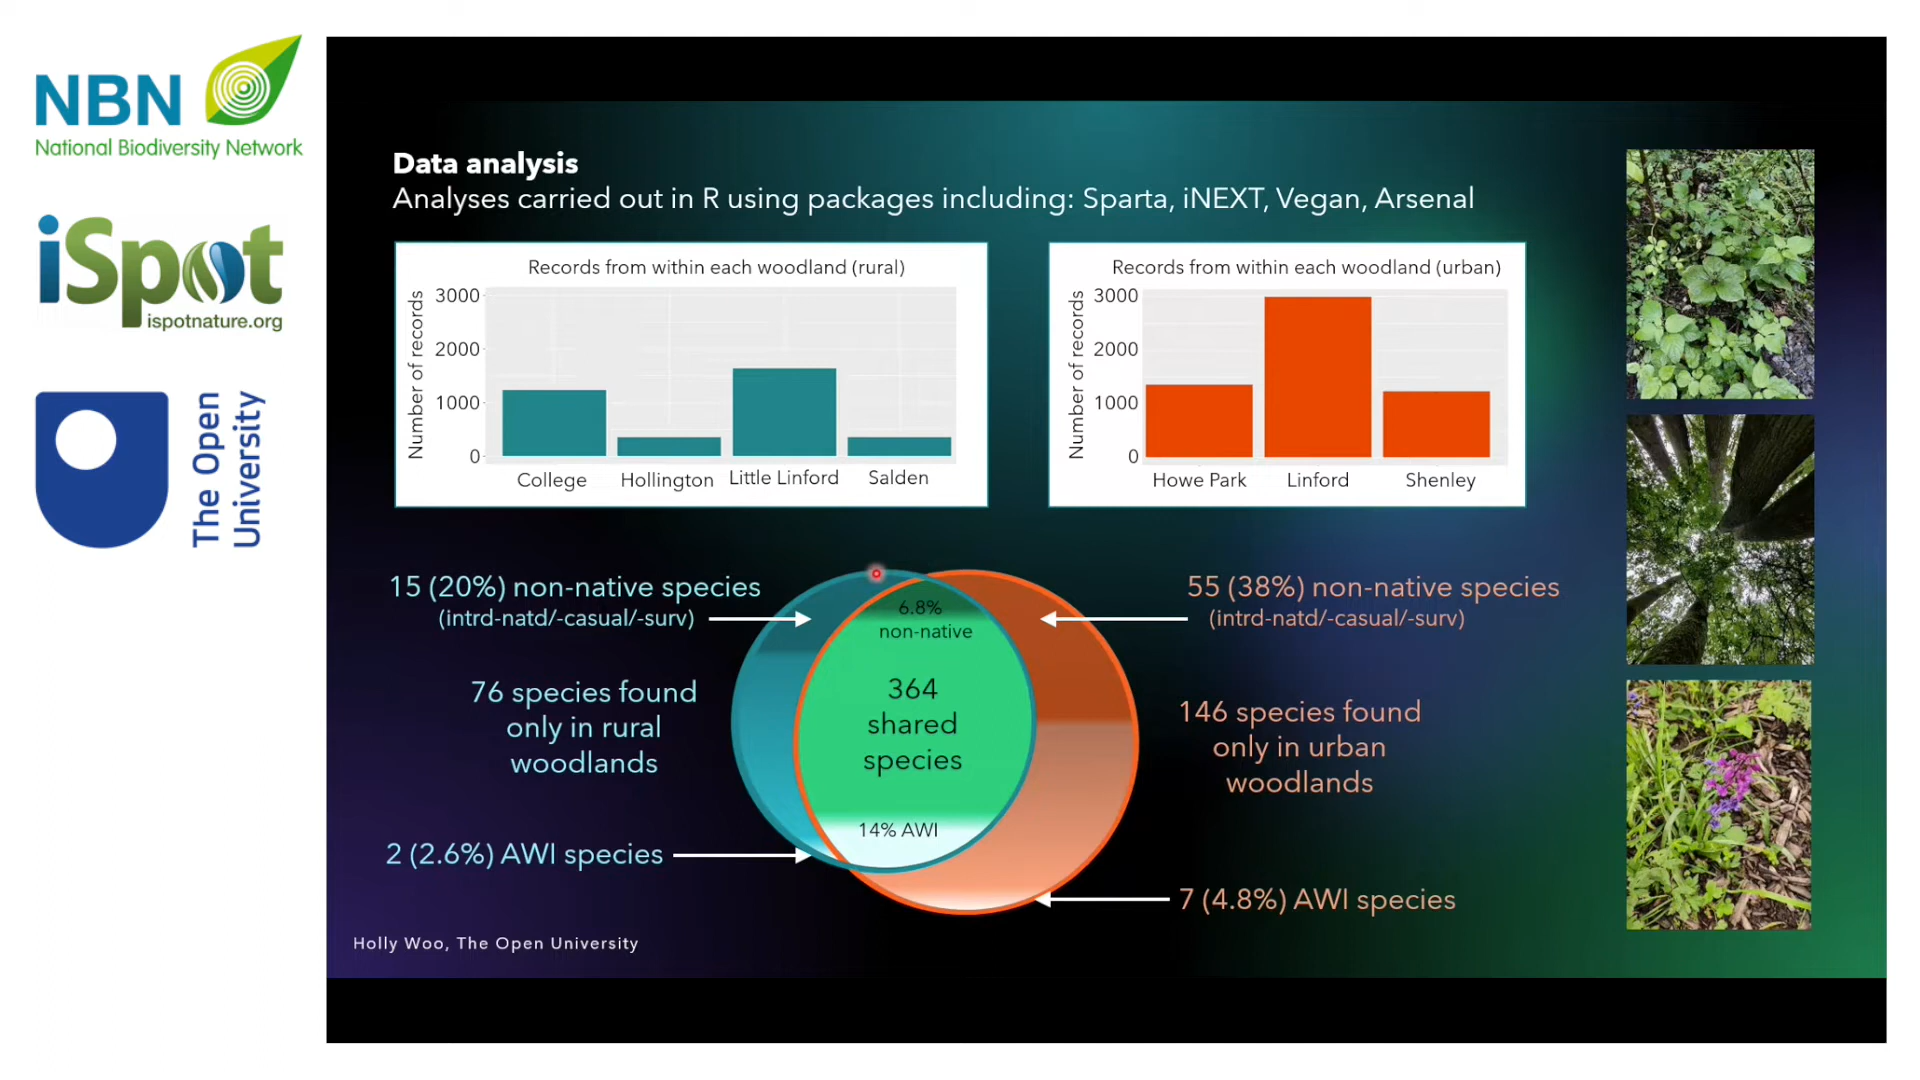 NBN
National Biodiversity Network
iSpot
ispotnature.org
The Open
University
Data analysis
Analyses carried out in R using packages including: Sparta, iNEXT, Vegan, Arsenal
Records from within each woodland (rural)
Number of records
3000
2000
1000
0
College
Hollington
Little Linford
Salden
Records from within each woodland (urban)
Number of records
3000
2000
1000
0
Howe Park
Linford
Shenley
15 (20%) non-native species
(intrd-natd/-casual/-surv)
76 species found
only in rural
woodlands
2 (2.6%) AWI species
6.8%
non-native
364
shared
species
14% AWI
55 (38%) non-native species
(intrd-natd/-casual/-surv)
146 species found
only in urban
woodlands
7 (4.8%) AWI species
Holly Woo, The Open University